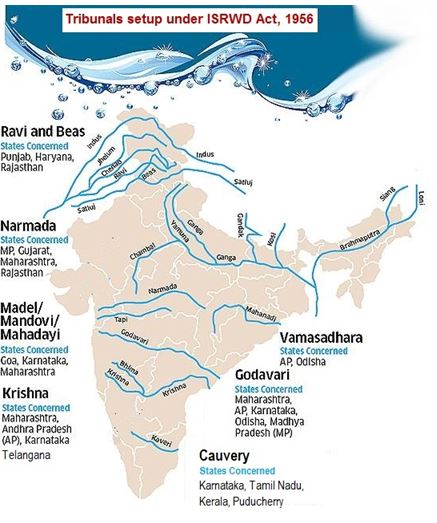 Tribunals setup under ISRWD Act, 1956
Ravi and Beas
States Concerned
Punjab, Haryana,
Rajasthan
Indus
Jhelum
Chenab
Ravi
Beas
Indus
Satluj
Satluj
Narmada
States Concerned
MP, Gujarat,
Maharashtra,
Rajasthan
Ganga
Yamuna
Chambal
Gandak
Kosi
Ganga
Siang
Lohit
Brahmaputra
Narmada
Tapi
Mahanadi
Godavari
Bhima
Krishna
Krishna
Kaveri
Madel/
Mandovi/
Mahadayi
States Concerned
Goa, Karnataka,
Maharashtra
Vamasadhara
States Concerned
AP, Odisha
Krishna
States Concerned
Maharashtra,
Andhra Pradesh
(AP), Karnataka
Telangana
Godavari
States Concerned
Maharashtra,
AP, Karnataka,
Odisha, Madhya
Pradesh (MP)
Cauvery
States Concerned
Karnataka, Tamil Nadu,
Kerala, Puducherry